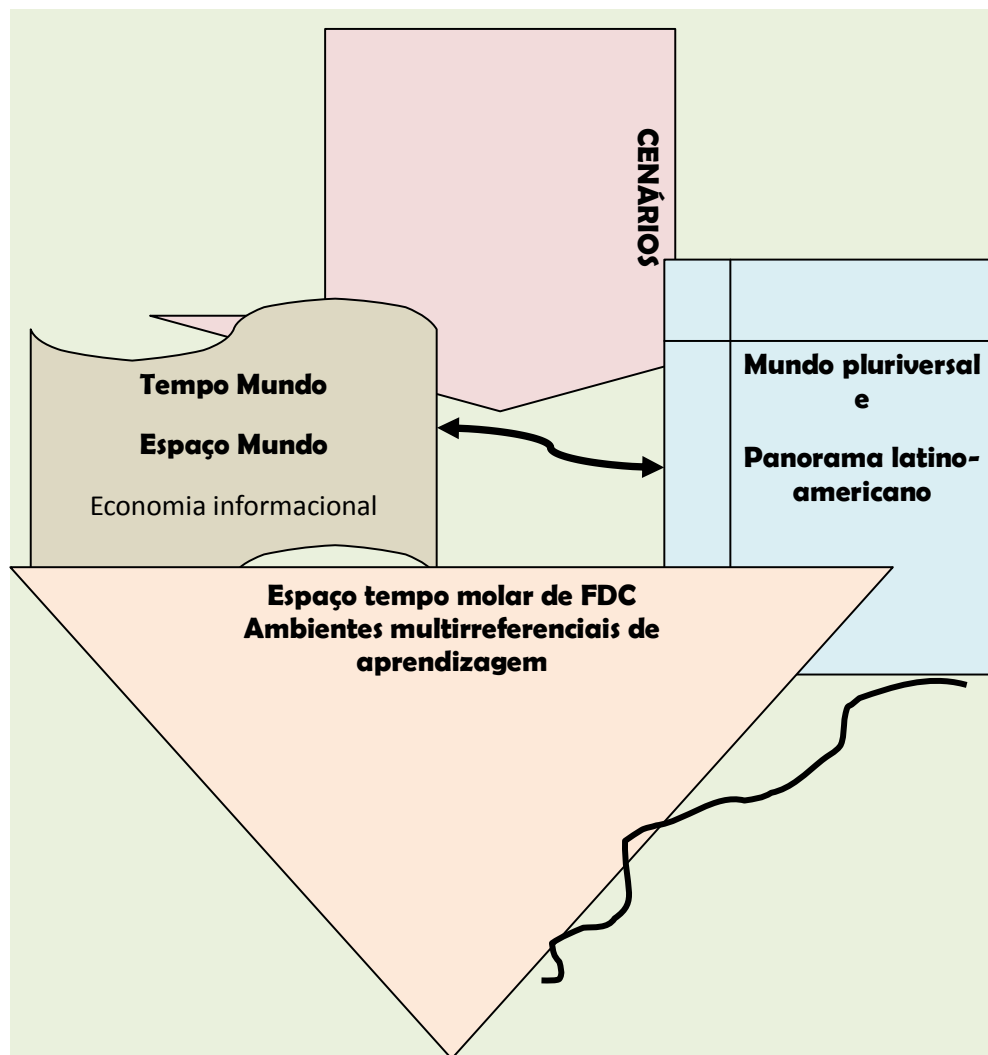 CENÁRIOS
Tempo Mundo
Espaço Mundo
Economia informacional
Mundo pluriversal
e
Panorama latino-
americano
Espaço tempo molar de FDC
Ambientes multirreferenciais de
aprendizagem